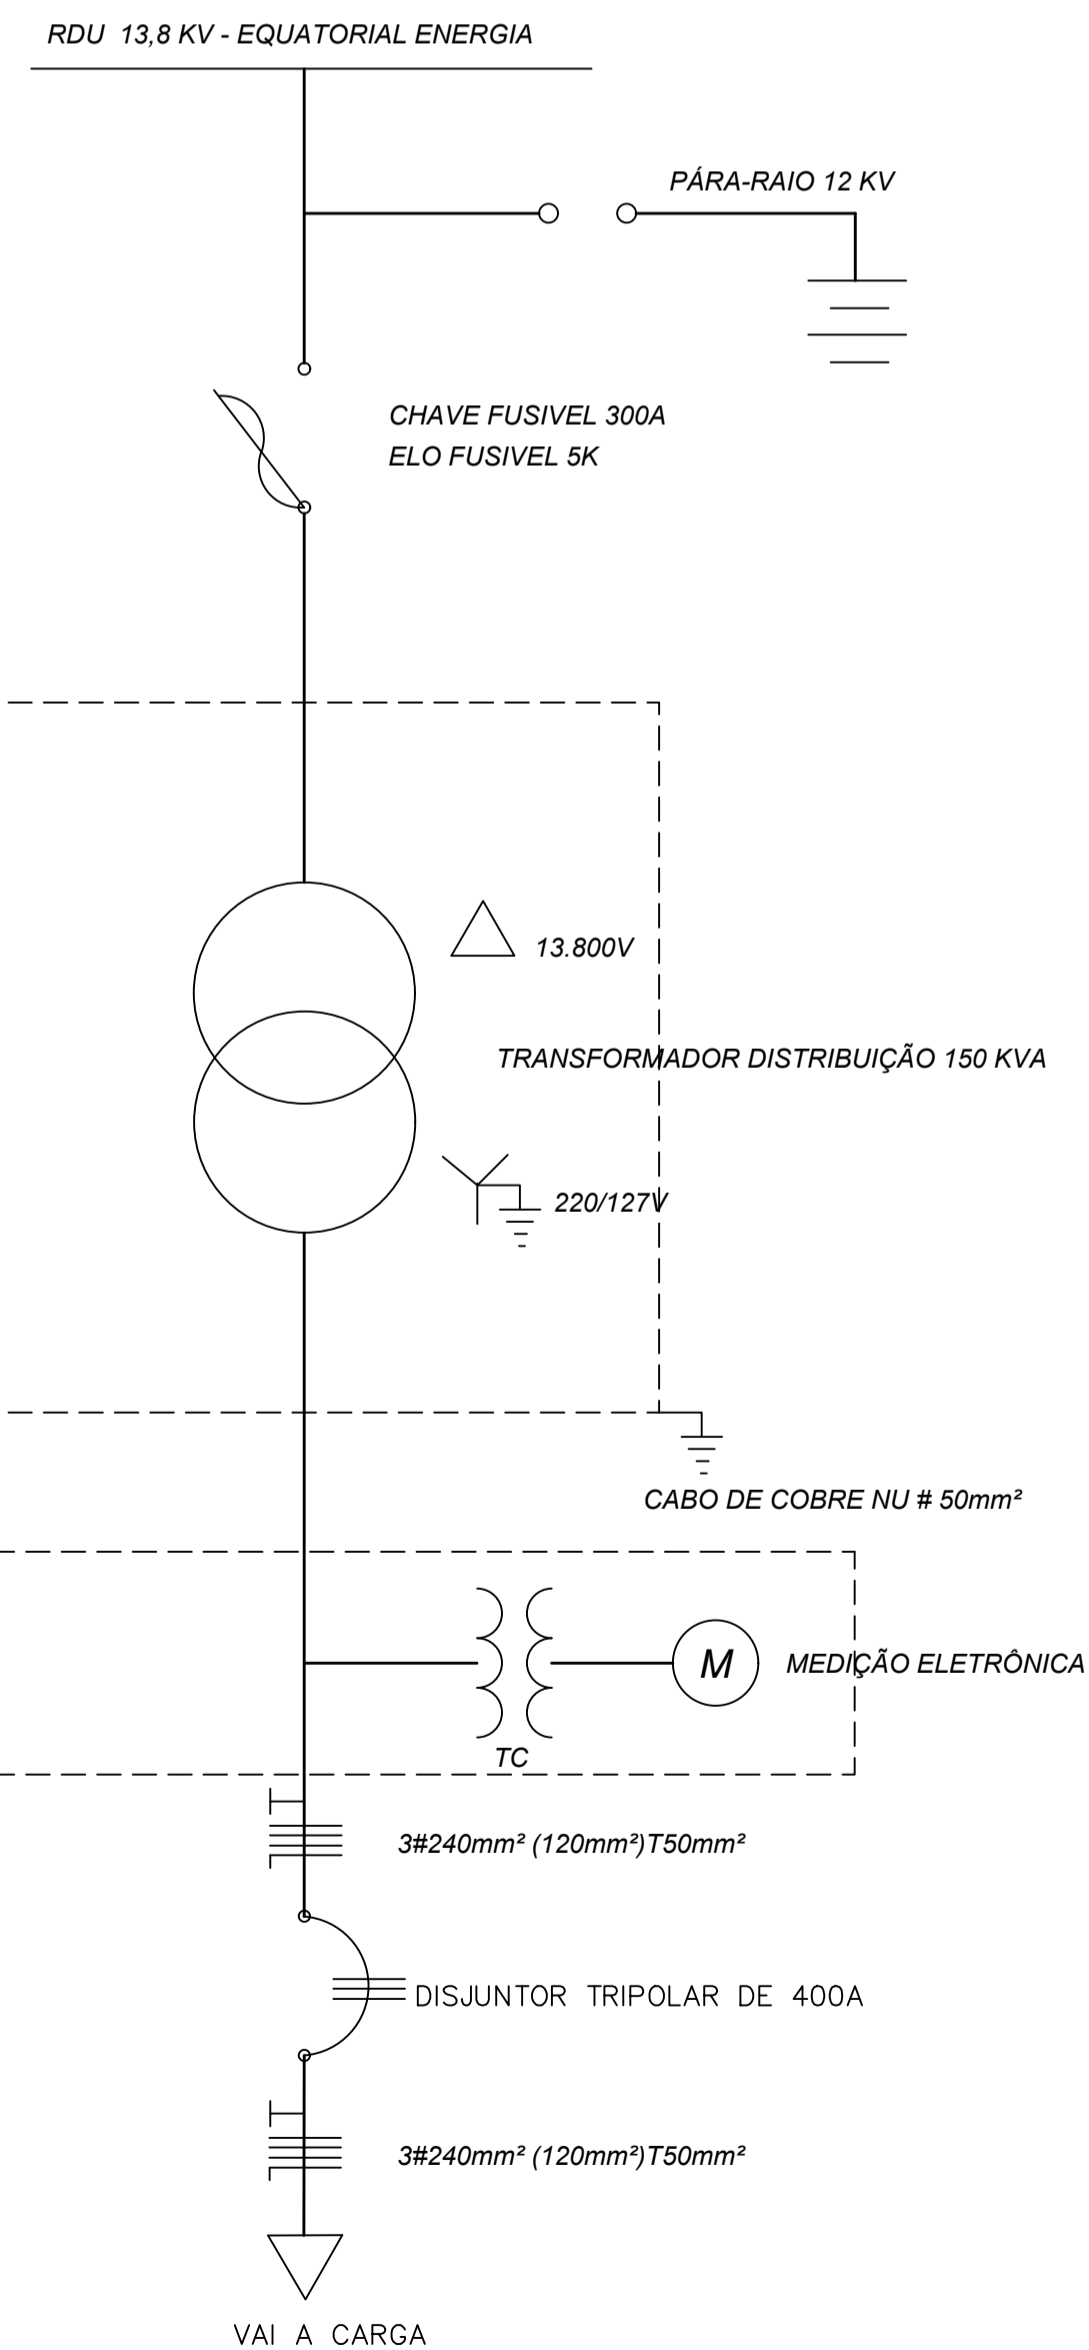 RDU 13,8 KV - EQUATORIAL ENERGIA
PÁRA-RAIO 12 KV
CHAVE FUSIVEL 300A
ELO FUSIVEL 5K
13.800V
TRANSFORMADOR DISTRIBUIÇÃO 150 KVA
220/127V
CABO DE COBRE NU # 50mm²
M
MEDIÇÃO ELETRÔNICA
TC
3#240mm² (120mm²)T50mm²
DISJUNTOR TRIPOLAR DE 400A
3#240mm² (120mm²)T50mm²
VAI A CARGA